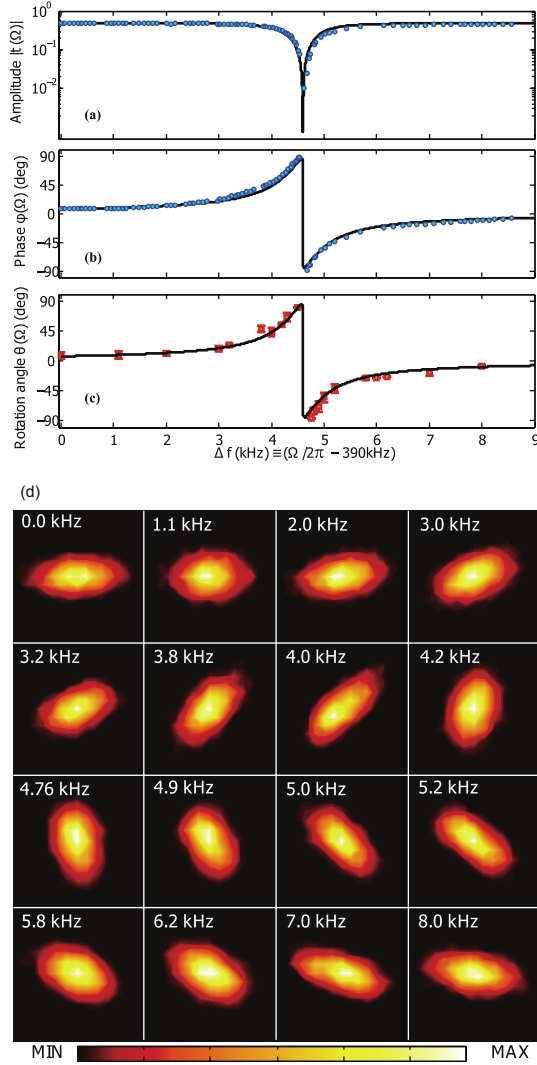 10⁰
10⁻¹
10⁻²
Amplitude |t (Ω)|
(a)
90
45
0
−45
−90
Phase φ(Ω) (deg)
(b)
90
45
0
−45
−90
Rotation angle θ (Ω) (deg)
(c)
0 1 2 3 4 5 6 7 8 9
Δ f (kHz) ≡ (Ω /2π − 390kHz)
(d)
0.0 kHz 1.1 kHz 2.0 kHz 3.0 kHz
3.2 kHz 3.8 kHz 4.0 kHz 4.2 kHz
4.76 kHz 4.9 kHz 5.0 kHz 5.2 kHz
5.8 kHz 6.2 kHz 7.0 kHz 8.0 kHz
MIN MAX